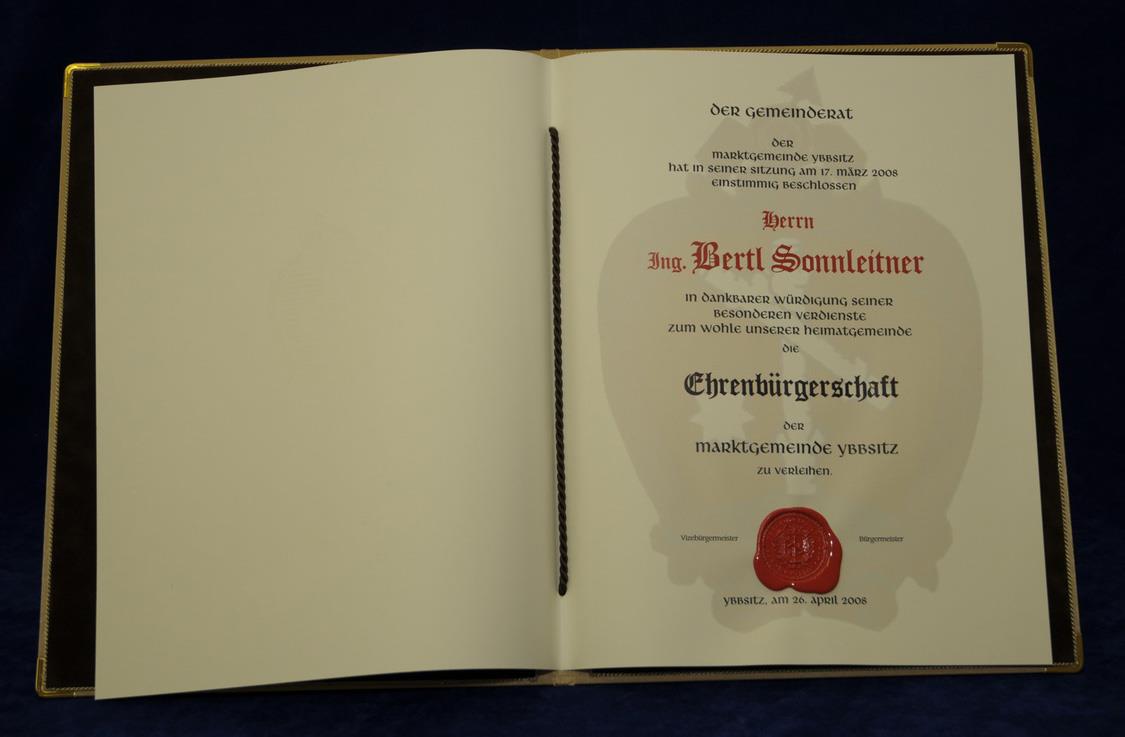 DER GEMEINDERAT
DER
MARKTGEMEINDE YBBSITZ
HAT IN SEINER SITZUNG AM 17. MÄRZ 2008
EINSTIMMIG BESCHLOSSEN
Herrn
Ing. Bertl Sonnleitner
IN DANKBARER WÜRDIGUNG SEINER
BESONDEREN VERDIENSTE
ZUM WOHLE UNSERER HEIMATGEMEINDE
DIE
Ehrenbürgerschaft
DER
MARKTGEMEINDE YBBSITZ
ZU VERLEIHEN.
Vizebürgermeister Bürgermeister
YBBSITZ, AM 26. APRIL 2008